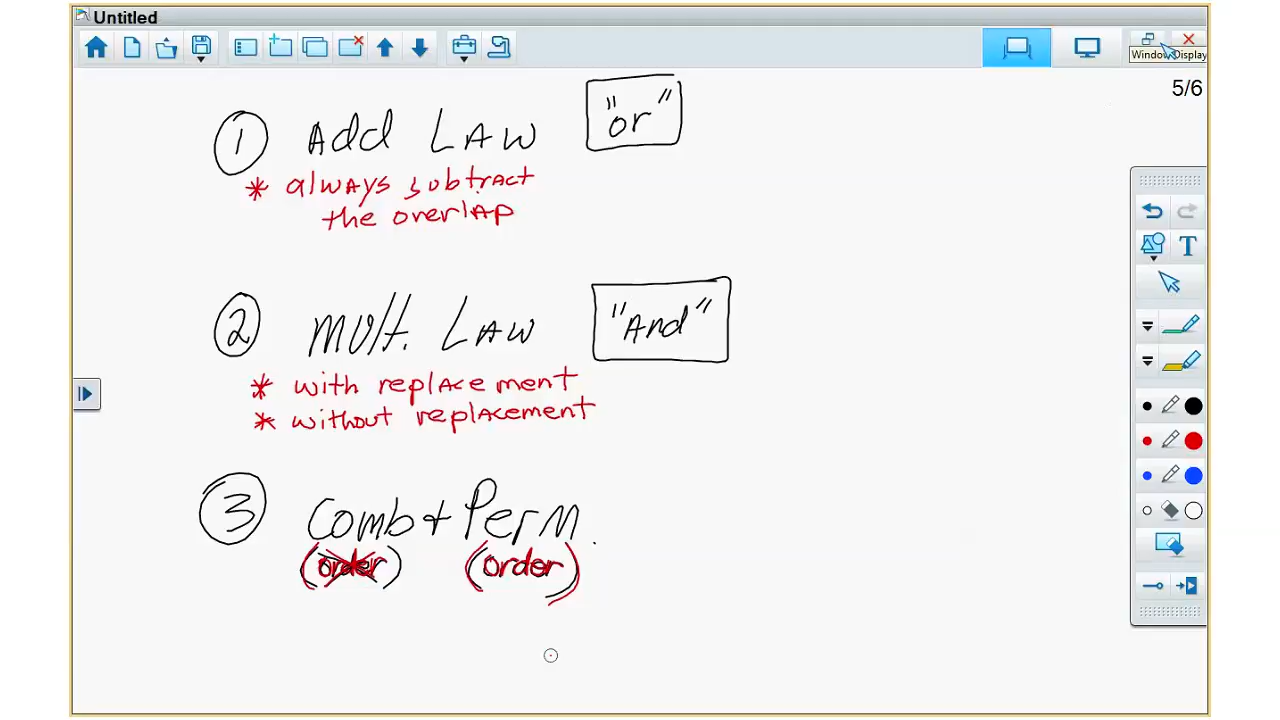 Untitled
Window Display
5/6
① Add Law "or"
* always subtract
the overlap
② Mult. Law "And"
* with replacement
* without replacement
③ Comb + Perm.
(order) (order)
T